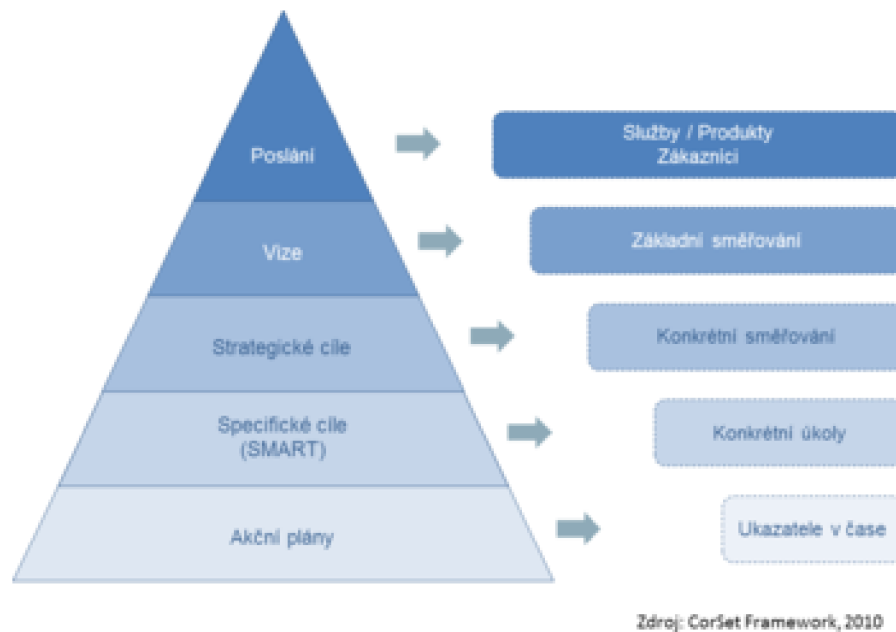 Poslání
Služby / Produkty
Zákazníci
Vize
Základní směřování
Strategické cíle
Konkrétní směřování
Specifické cíle
(SMART)
Konkrétní úkoly
Akční plány
Ukazatele v čase
Zdroj: CorSet Framework, 2010